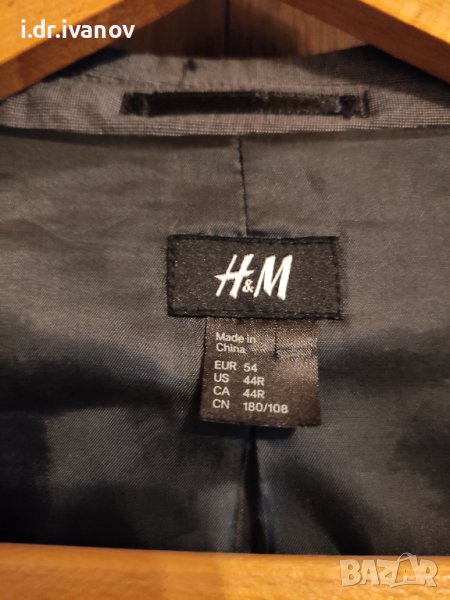 i.dr.ivanov
H&M
Made in
China
EUR 54
US 44R
CA 44R
CN 180/108
BAZAR